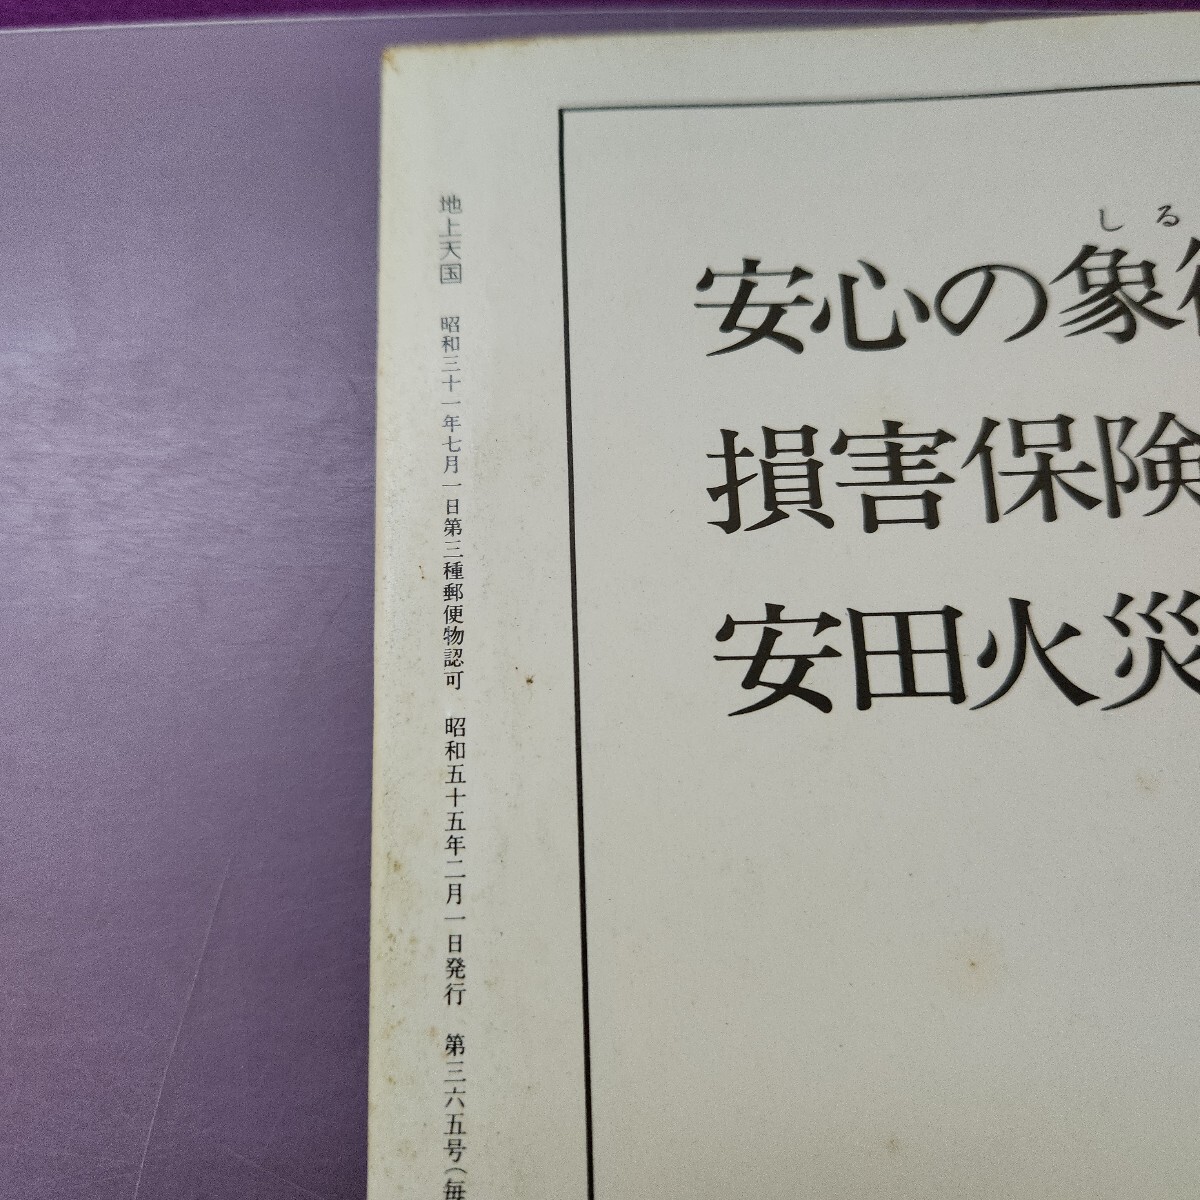 地上天国 昭和三十一年七月一日第三種郵便物認可 昭和五十五年二月一日発行 第三六五号（毎
しる
安心の象
損害保険
安田火災